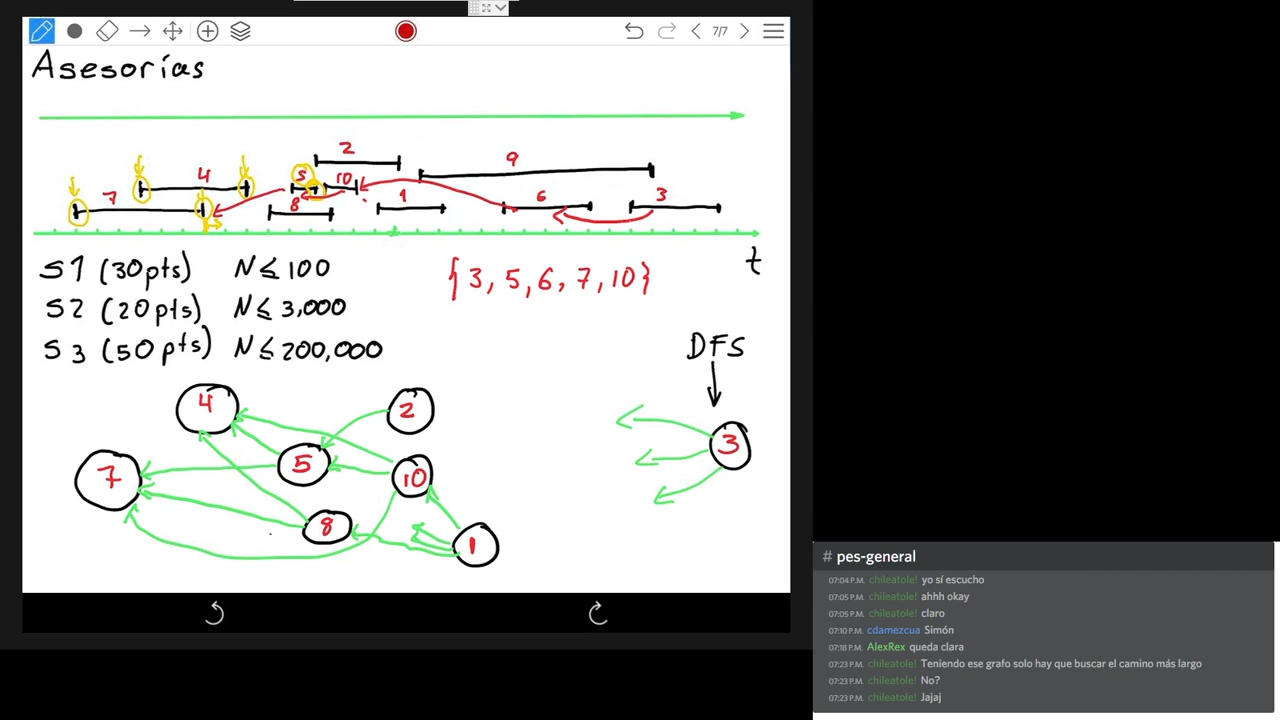 7/7
Asesorías
2
9
4
5
10
7
8
1
6
3
t
S1 (30pts) N ≤ 100
{3, 5, 6, 7, 10}
S2 (20pts) N ≤ 3,000
S3 (50pts) N ≤ 200,000
DFS
4
2
3
5
7
10
8
1
# pes-general
07:04 P.M. chileatole! yo sí escucho
07:05 P.M. chileatole! ahhh okay
07:05 P.M. chileatole! claro
07:10 P.M. cdamezcua Simón
07:18 P.M. AlexRex queda clara
07:23 P.M. chileatole! Teniendo ese grafo solo hay que buscar el camino más largo
07:23 P.M. chileatole! No?
07:23 P.M. chileatole! Jajaj